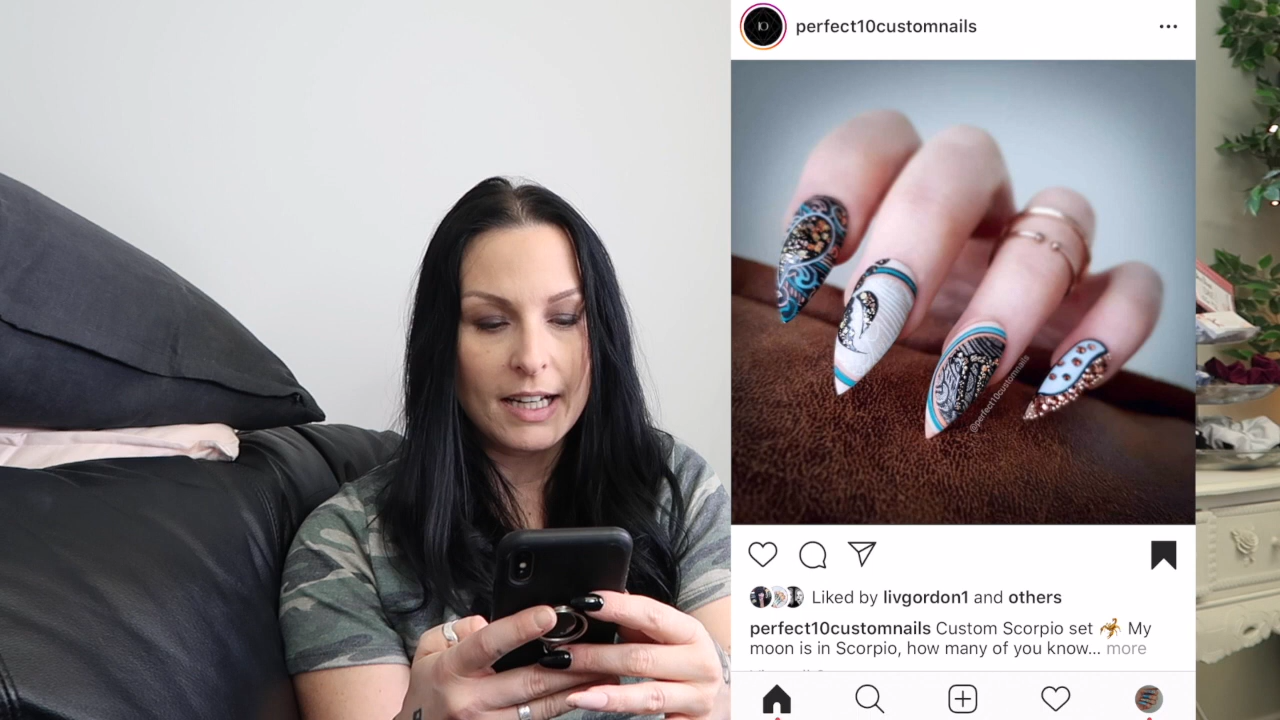 perfect10customnails
@perfect10customnails
Liked by livgordon1 and others
perfect10customnails Custom Scorpio set 🦂 My
moon is in Scorpio, how many of you know... more